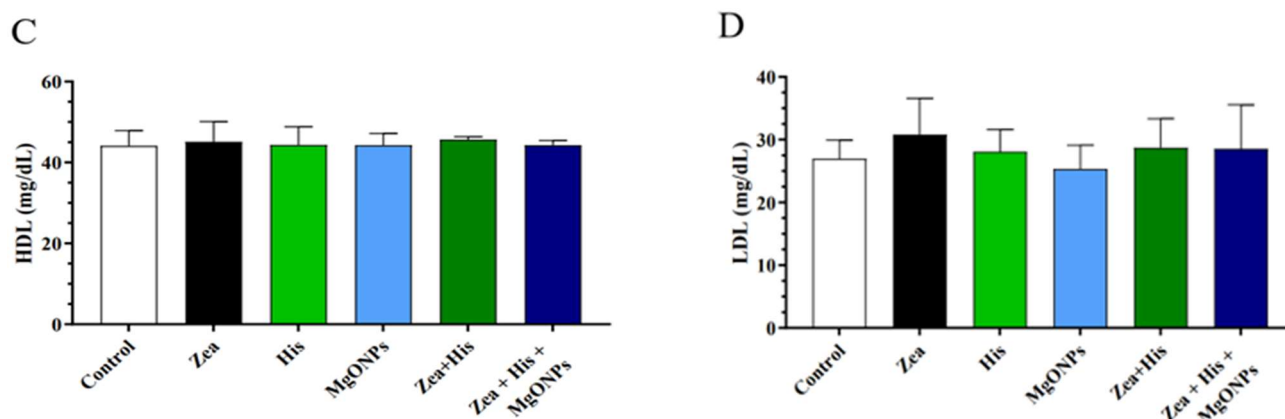 C
HDL (mg/dL)
60
40
20
0
Control
Zea
His
MgONPs
Zea+His
Zea + His +
MgONPs
D
LDL (mg/dL)
40
30
20
10
0
Control
Zea
His
MgONPs
Zea+His
Zea + His +
MgONPs